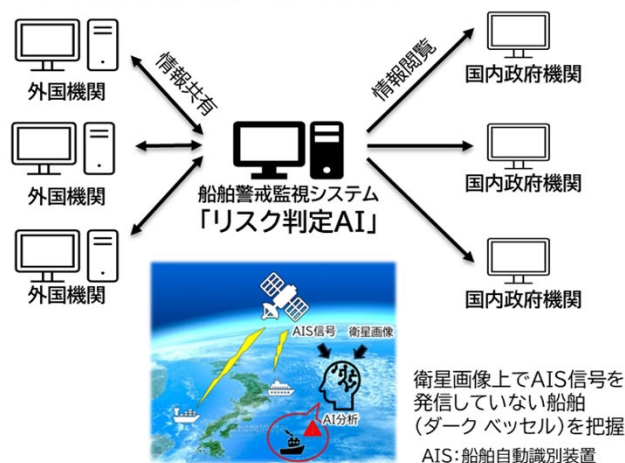 情報共有
情報閲覧
外国機関
外国機関
外国機関
船舶警戒監視システム
「リスク判定AI」
国内政府機関
国内政府機関
国内政府機関
AIS信号
衛星画像
AI分析
衛星画像上でAIS信号を
発信していない船舶
(ダーク ベッセル)を把握
AIS:船舶自動識別装置